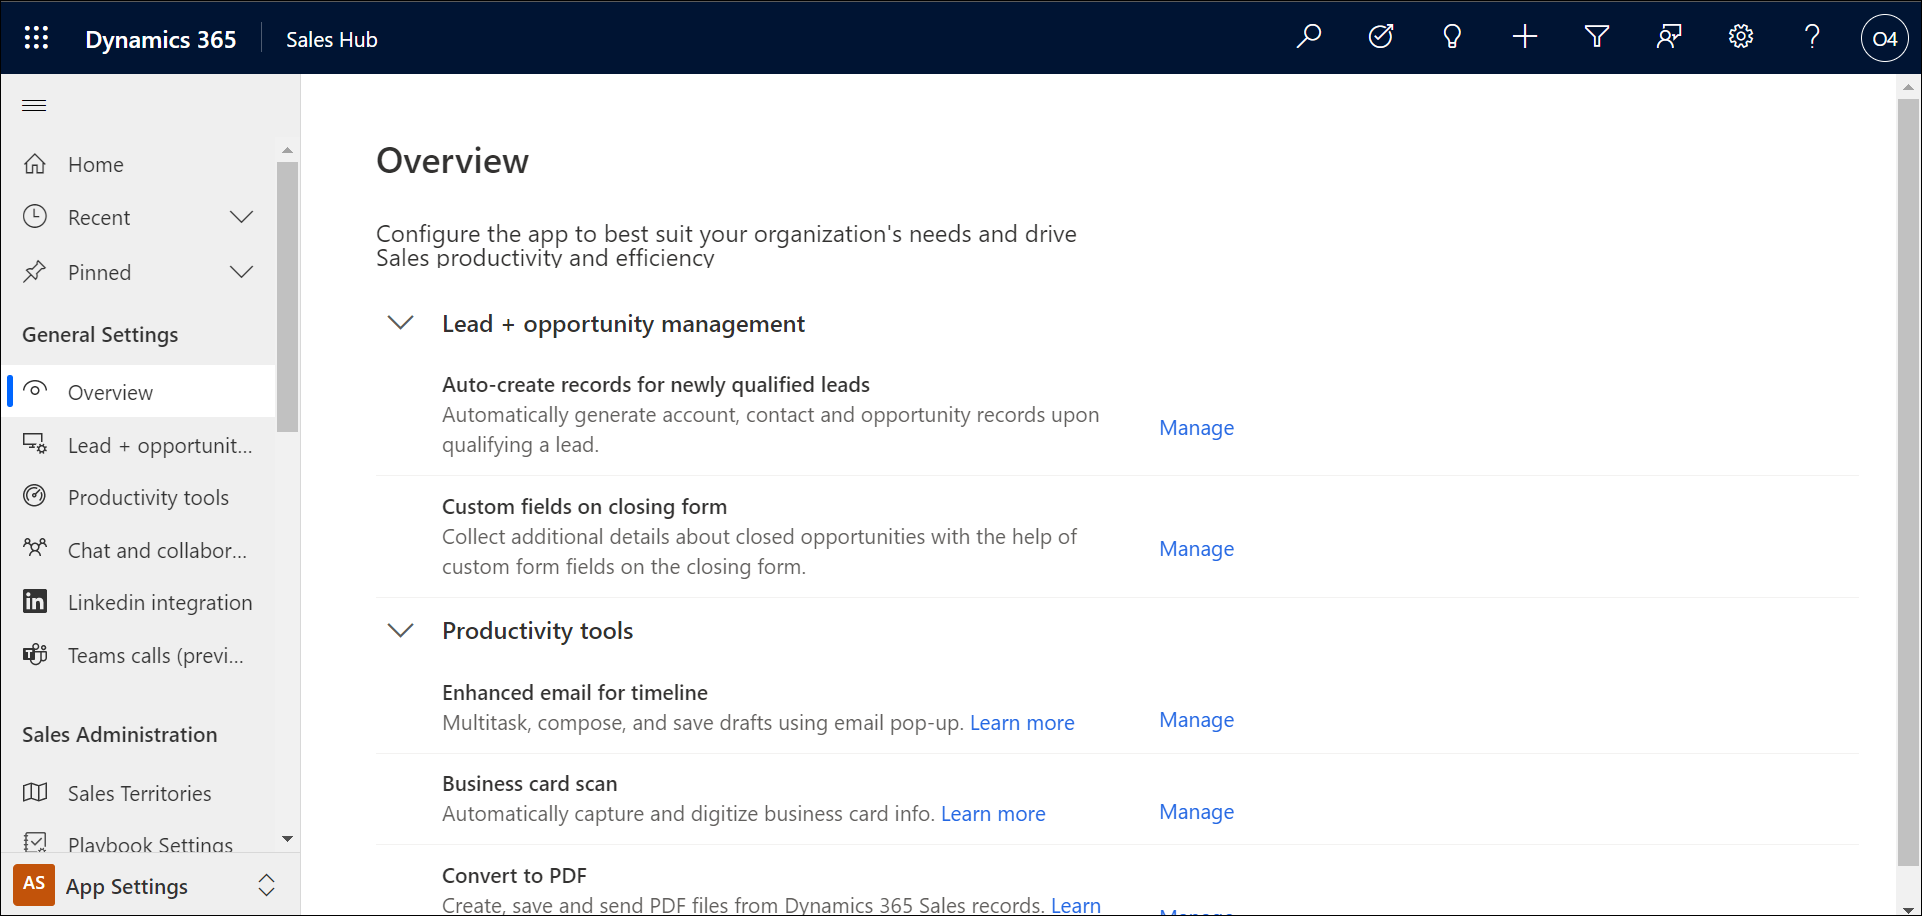 Dynamics 365
Sales Hub
O4
Home
Recent
Pinned
General Settings
Overview
Lead + opportunit...
Productivity tools
Chat and collabor...
Linkedin integration
Teams calls (previ...
Sales Administration
Sales Territories
Playbook Settings
AS App Settings
Overview
Configure the app to best suit your organization's needs and drive
Sales productivity and efficiency
Lead + opportunity management
Auto-create records for newly qualified leads
Automatically generate account, contact and opportunity records upon
qualifying a lead.
Manage
Custom fields on closing form
Collect additional details about closed opportunities with the help of
custom form fields on the closing form.
Manage
Productivity tools
Enhanced email for timeline
Multitask, compose, and save drafts using email pop-up. Learn more
Manage
Business card scan
Automatically capture and digitize business card info. Learn more
Manage
Convert to PDF
Create, save and send PDF files from Dynamics 365 Sales records. Learn
Manage